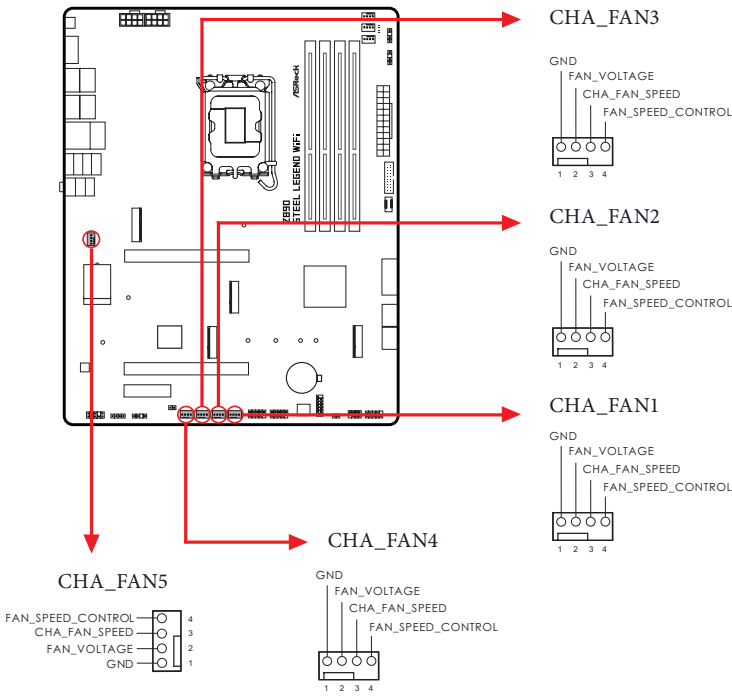 CHA_FAN3
GND
FAN_VOLTAGE
CHA_FAN_SPEED
FAN_SPEED_CONTROL
1 2 3 4
ASRock
Z890
STEEL LEGEND WiFi
CHA_FAN2
GND
FAN_VOLTAGE
CHA_FAN_SPEED
FAN_SPEED_CONTROL
1 2 3 4
CHA_FAN1
GND
FAN_VOLTAGE
CHA_FAN_SPEED
FAN_SPEED_CONTROL
1 2 3 4
CHA_FAN4
GND
FAN_VOLTAGE
CHA_FAN_SPEED
FAN_SPEED_CONTROL
1 2 3 4
CHA_FAN5
FAN_SPEED_CONTROL 4
CHA_FAN_SPEED 3
FAN_VOLTAGE 2
GND 1